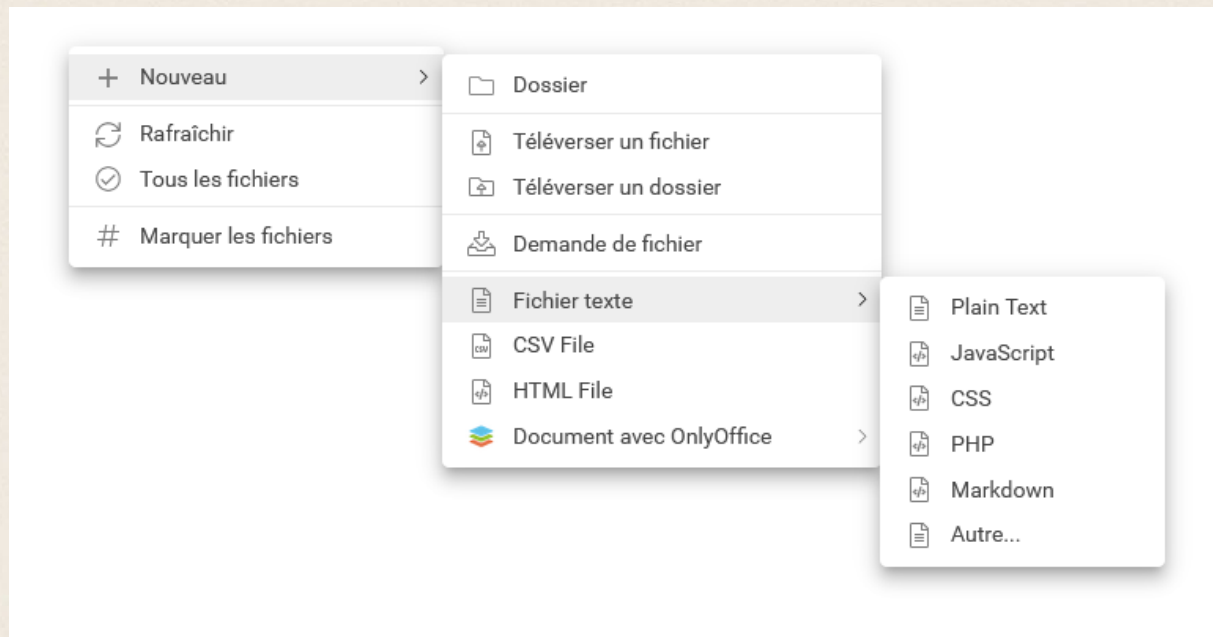 Nouveau
Rafraîchir
Tous les fichiers
Marquer les fichiers
Dossier
Téléverser un fichier
Téléverser un dossier
Demande de fichier
Fichier texte
CSV File
HTML File
Document avec OnlyOffice
Plain Text
JavaScript
CSS
PHP
Markdown
Autre...